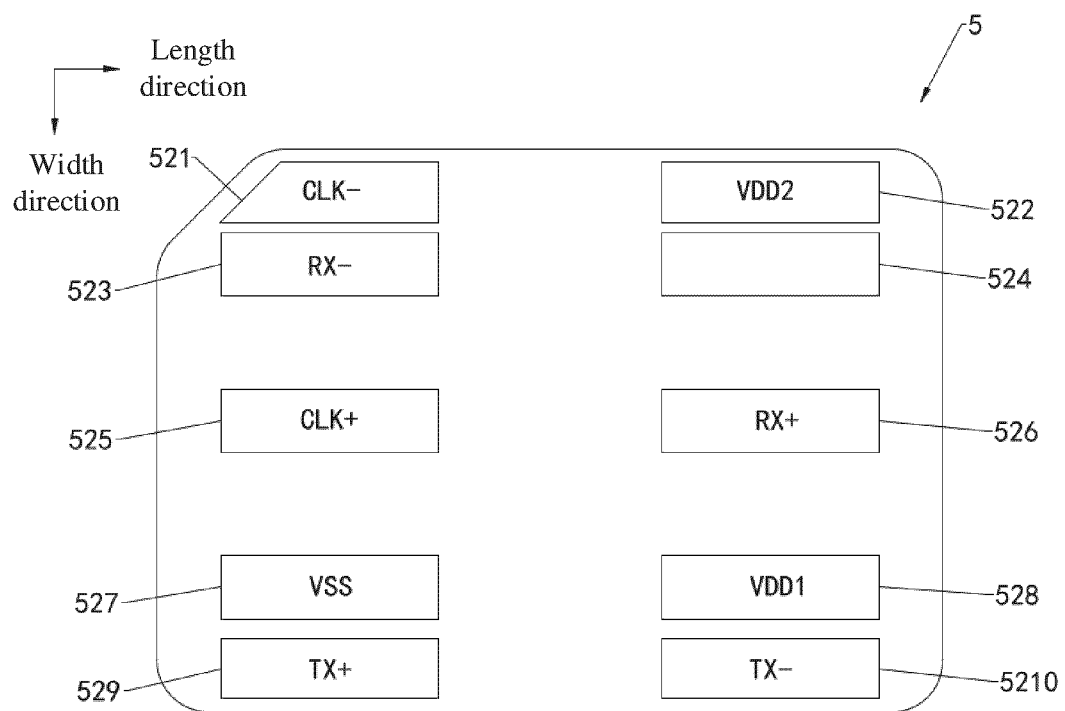 5
Length
direction
Width
direction
521
CLK-
VDD2
522
523
RX-
524
525
CLK+
RX+
526
527
VSS
VDD1
528
529
TX+
TX-
5210